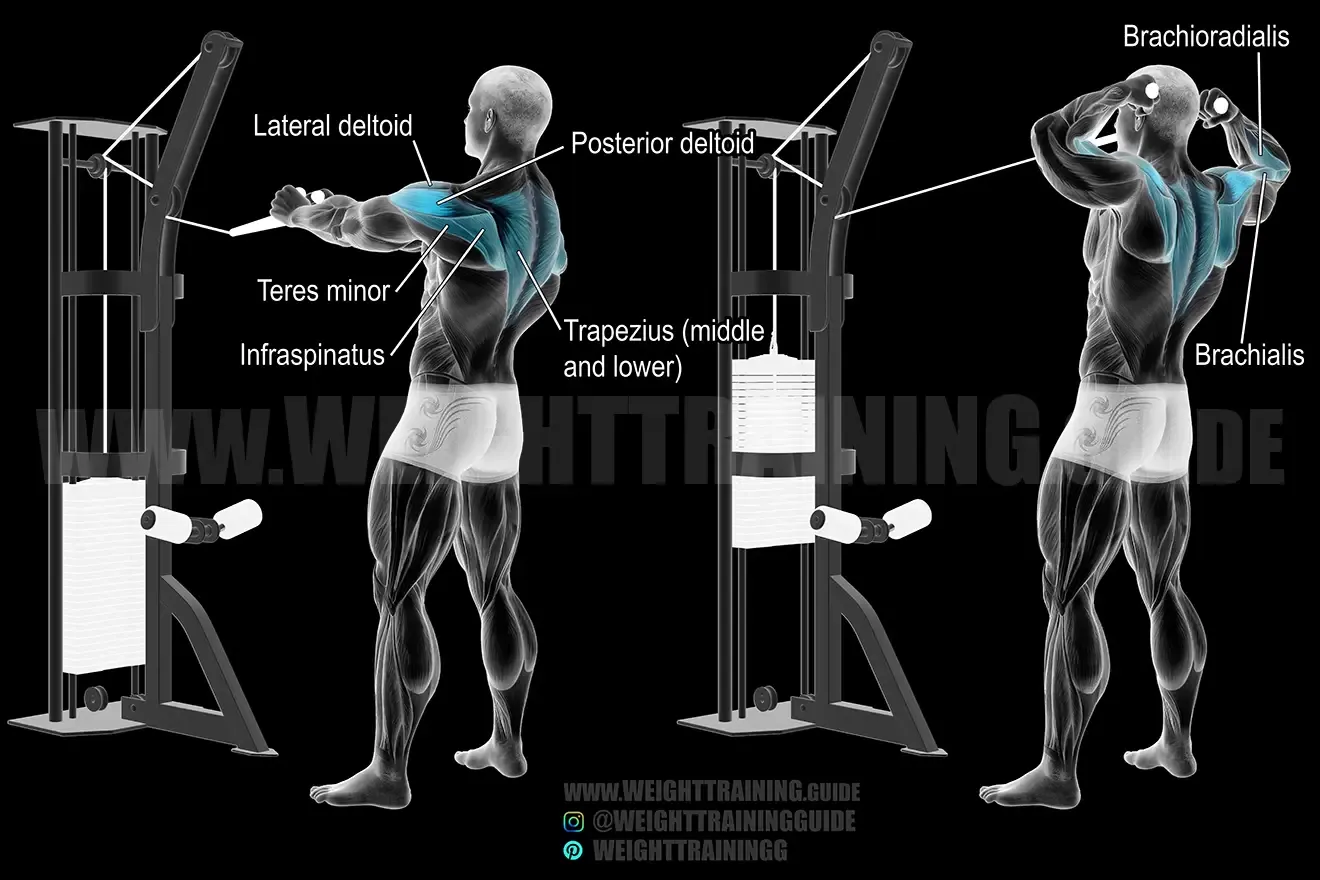 Brachioradialis
Lateral deltoid
Posterior deltoid
Teres minor
Infraspinatus
Trapezius (middle
and lower)
Brachialis
WWW.WEIGHTTRAINING.GUIDE
WWW.WEIGHTTRAINING.GUIDE
@WEIGHTTRAININGGUIDE
WEIGHTTRAININGG